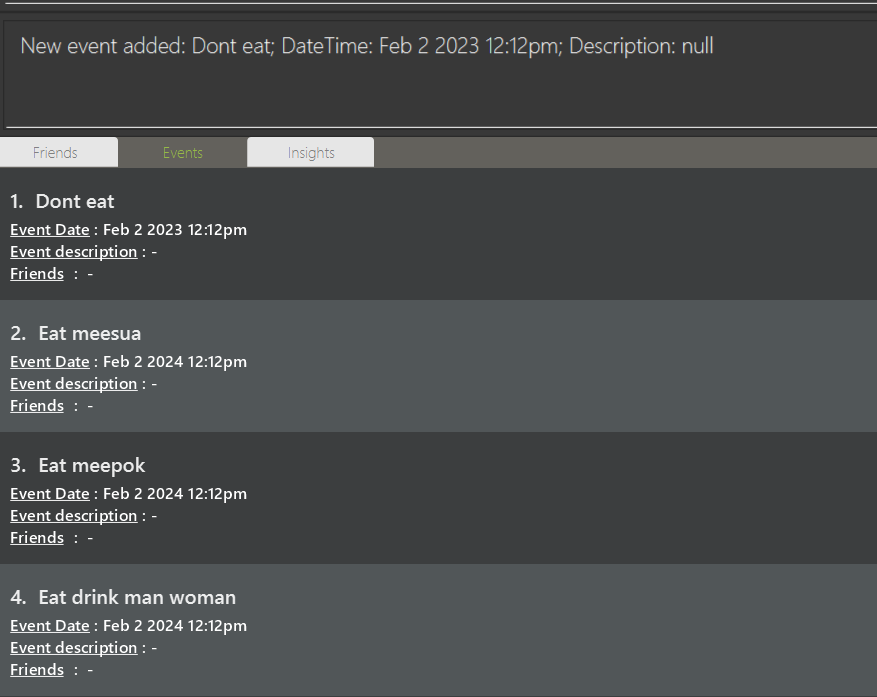 New event added: Dont eat; DateTime: Feb 2 2023 12:12pm; Description: null
Friends Events Insights
1. Dont eat
Event Date : Feb 2 2023 12:12pm
Event description : -
Friends : -
2. Eat meesua
Event Date : Feb 2 2024 12:12pm
Event description : -
Friends : -
3. Eat meepok
Event Date : Feb 2 2024 12:12pm
Event description : -
Friends : -
4. Eat drink man woman
Event Date : Feb 2 2024 12:12pm
Event description : -
Friends : -